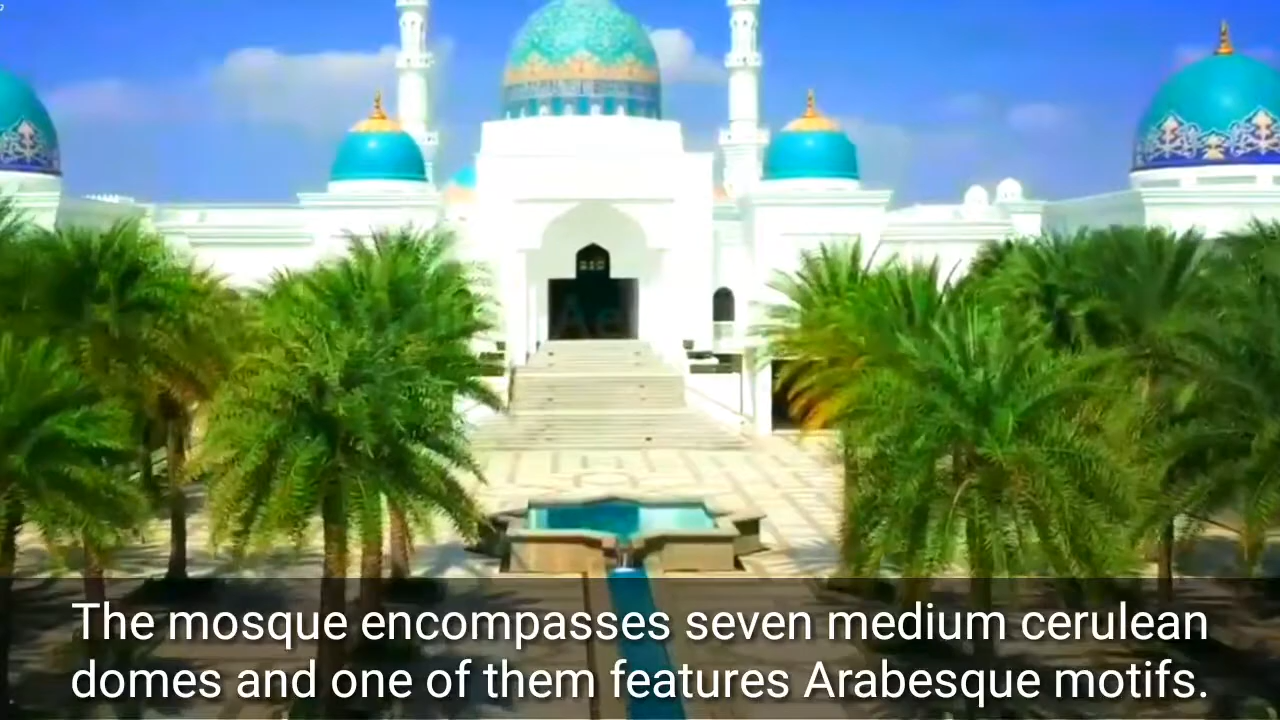 The mosque encompasses seven medium cerulean
domes and one of them features Arabesque motifs.